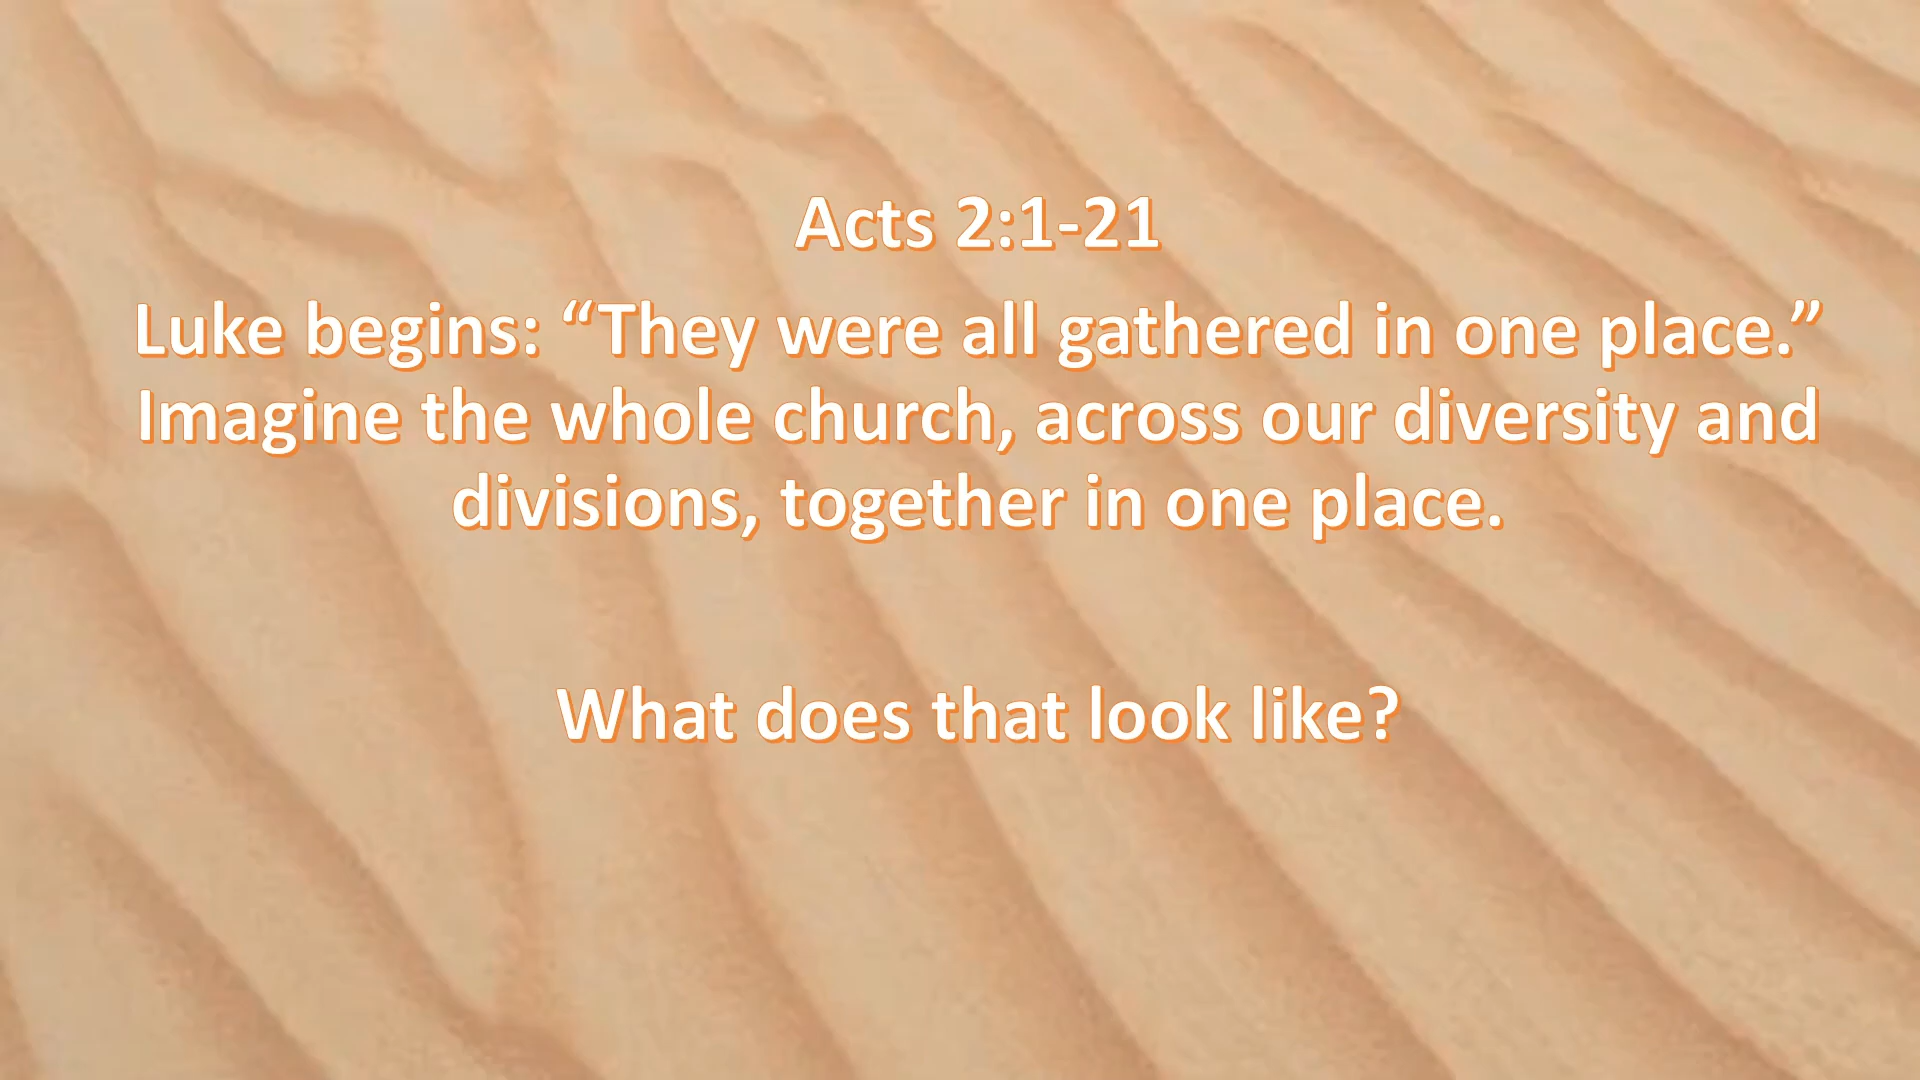 Acts 2:1-21
Luke begins: “They were all gathered in one place.”
Imagine the whole church, across our diversity and
divisions, together in one place.
What does that look like?